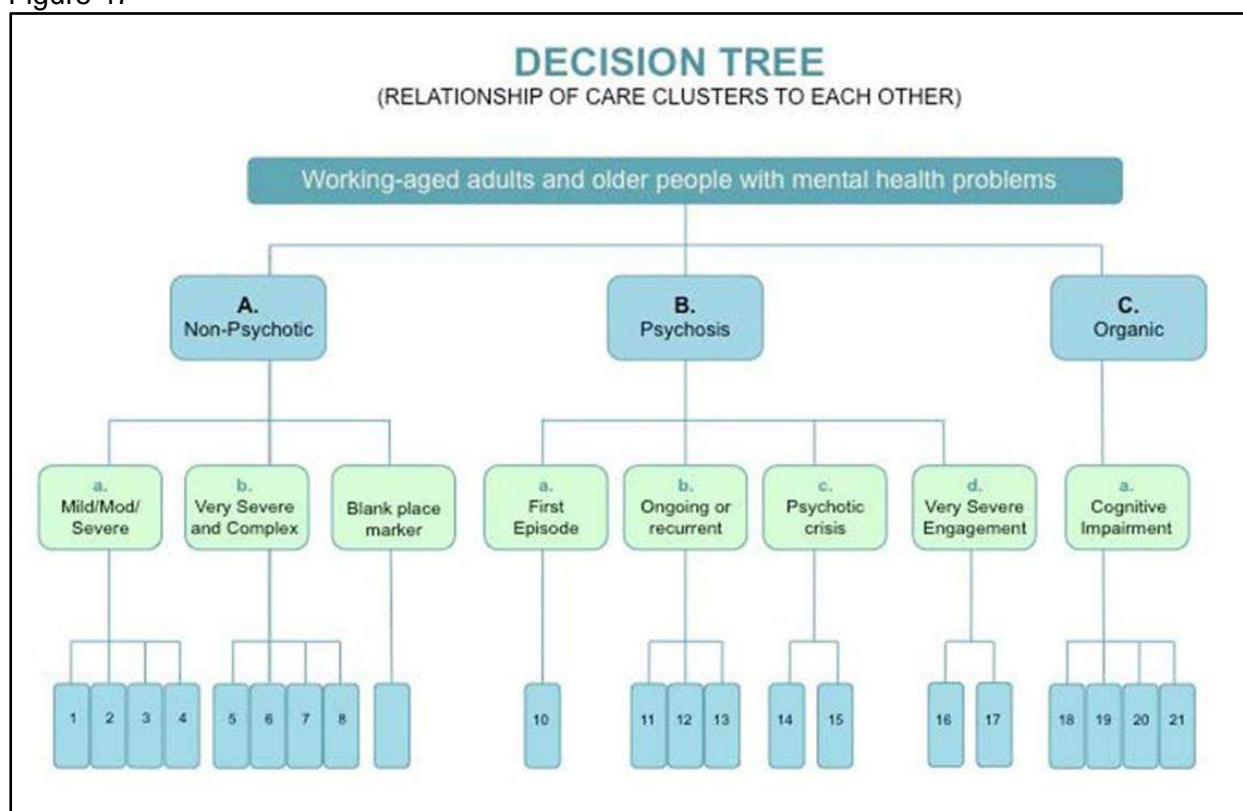 DECISION TREE
(RELATIONSHIP OF CARE CLUSTERS TO EACH OTHER)
Working-aged adults and older people with mental health problems
A.
Non-Psychotic
B.
Psychosis
C.
Organic
a.
Mild/Mod/
Severe
b.
Very Severe
and Complex
Blank place
marker
a.
First
Episode
b.
Ongoing or
recurrent
c.
Psychotic
crisis
d.
Very Severe
Engagement
a.
Cognitive
Impairment
1 2 3 4 5 6 7 8 10 11 12 13 14 15 16 17 18 19 20 21